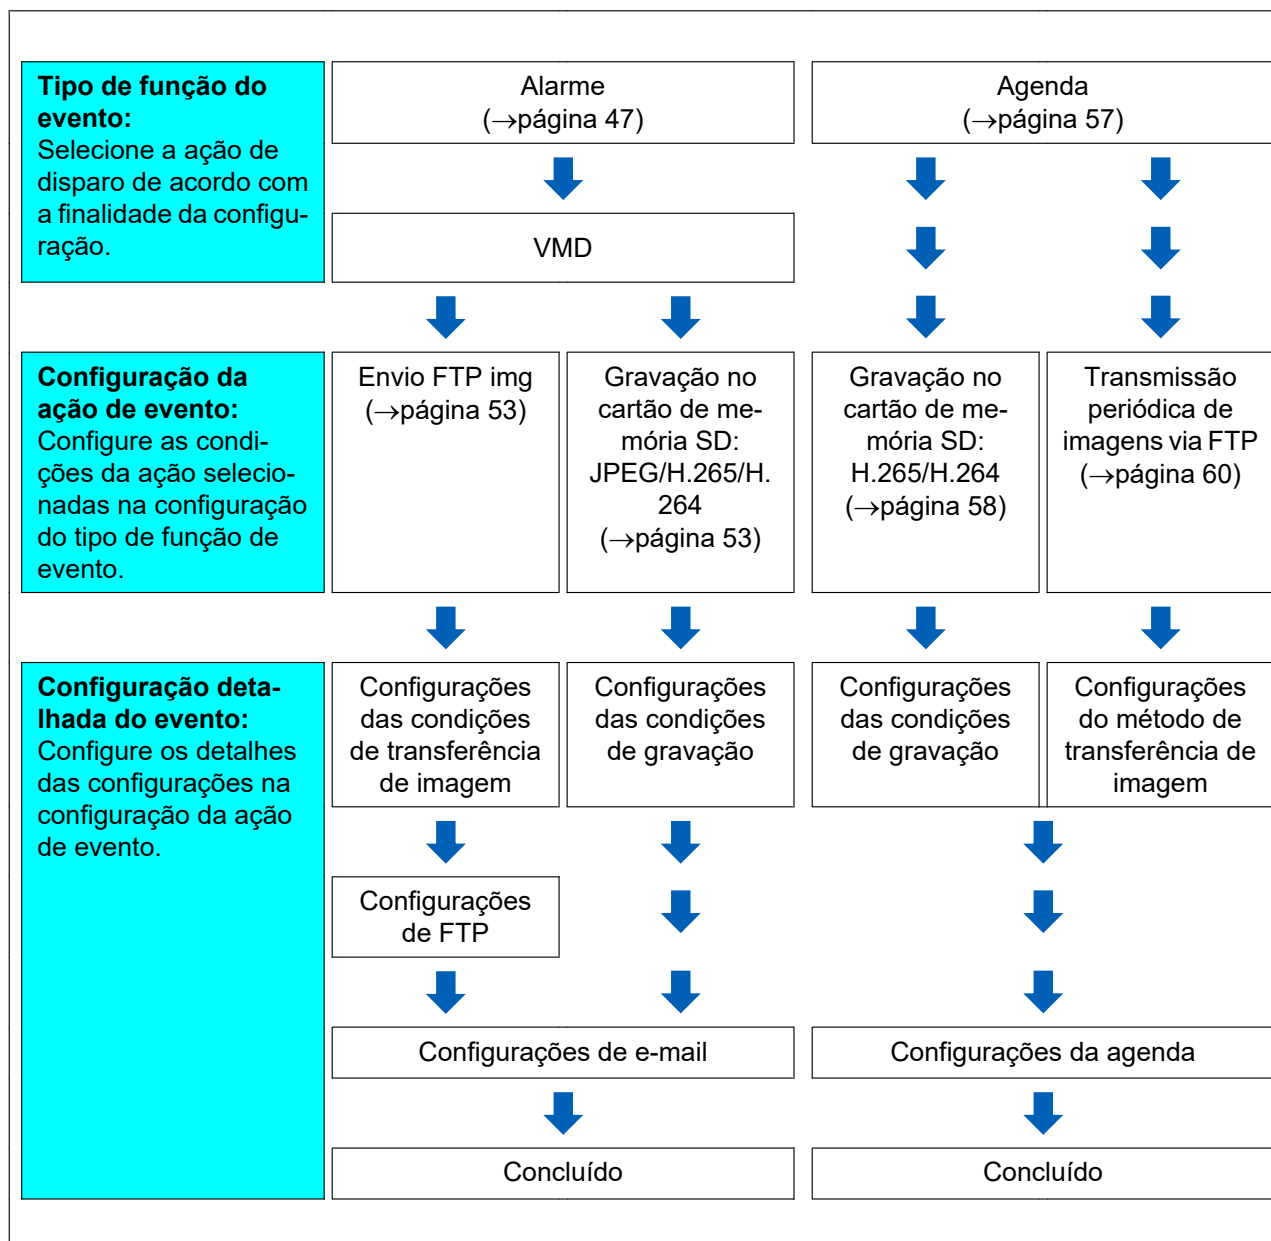 Tipo de função do
evento:
Selecione a ação de
disparo de acordo com
a finalidade da configu-
ração.
Alarme
(→página 47)
Agenda
(→página 57)
VMD
Configuração da
ação de evento:
Configure as condi-
ções da ação selecio-
nadas na configuração
do tipo de função de
evento.
Envio FTP img
(→página 53)
Gravação no
cartão de me-
mória SD:
JPEG/H.265/H.
264
(→página 53)
Gravação no
cartão de me-
mória SD:
H.265/H.264
(→página 58)
Transmissão
periódica de
imagens via FTP
(→página 60)
Configuração deta-
lhada do evento:
Configure os detalhes
das configurações na
configuração da ação
de evento.
Configurações
das condições
de transferência
de imagem
Configurações
das condições
de gravação
Configurações
das condições
de gravação
Configurações
do método de
transferência de
imagem
Configurações
de FTP
Configurações de e-mail
Configurações da agenda
Concluído
Concluído